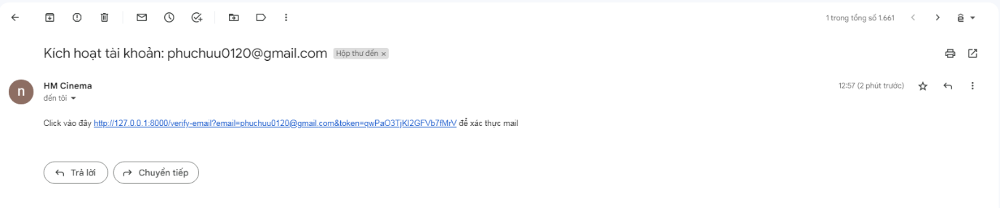 1 trong tổng số 1.661
Kích hoạt tài khoản: phuchuu0120@gmail.com Hộp thư đến ×
n
HM Cinema
12:57 (2 phút trước)
đến tôi
Click vào đây http://127.0.0.1:8000/verify-email?email=phuchuu0120@gmail.com&token=qwPaO3TjKI2GFVb7fMrV để xác thực mail
Trả lời
Chuyển tiếp